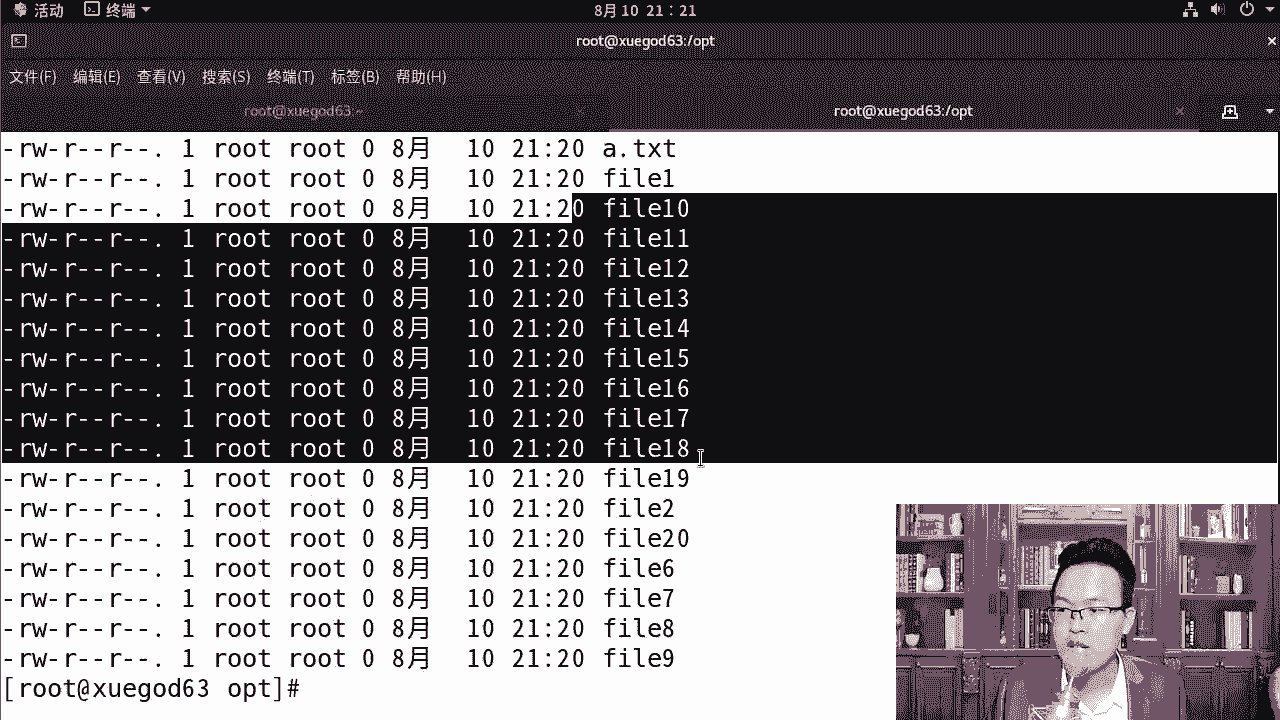 活动 终端 8月10 21：21
root@xuegod63:/opt
文件(F) 编辑(E) 查看(V) 搜索(S) 终端(T) 标签(B) 帮助(H)
root@xuegod63:~ root@xuegod63:/opt
-rw-r--r--. 1 root root 0 8月 10 21:20 a.txt
-rw-r--r--. 1 root root 0 8月 10 21:20 file1
-rw-r--r--. 1 root root 0 8月 10 21:20 file10
-rw-r--r--. 1 root root 0 8月 10 21:20 file11
-rw-r--r--. 1 root root 0 8月 10 21:20 file12
-rw-r--r--. 1 root root 0 8月 10 21:20 file13
-rw-r--r--. 1 root root 0 8月 10 21:20 file14
-rw-r--r--. 1 root root 0 8月 10 21:20 file15
-rw-r--r--. 1 root root 0 8月 10 21:20 file16
-rw-r--r--. 1 root root 0 8月 10 21:20 file17
-rw-r--r--. 1 root root 0 8月 10 21:20 file18
-rw-r--r--. 1 root root 0 8月 10 21:20 file19
-rw-r--r--. 1 root root 0 8月 10 21:20 file2
-rw-r--r--. 1 root root 0 8月 10 21:20 file20
-rw-r--r--. 1 root root 0 8月 10 21:20 file6
-rw-r--r--. 1 root root 0 8月 10 21:20 file7
-rw-r--r--. 1 root root 0 8月 10 21:20 file8
-rw-r--r--. 1 root root 0 8月 10 21:20 file9
[root@xuegod63 opt]#